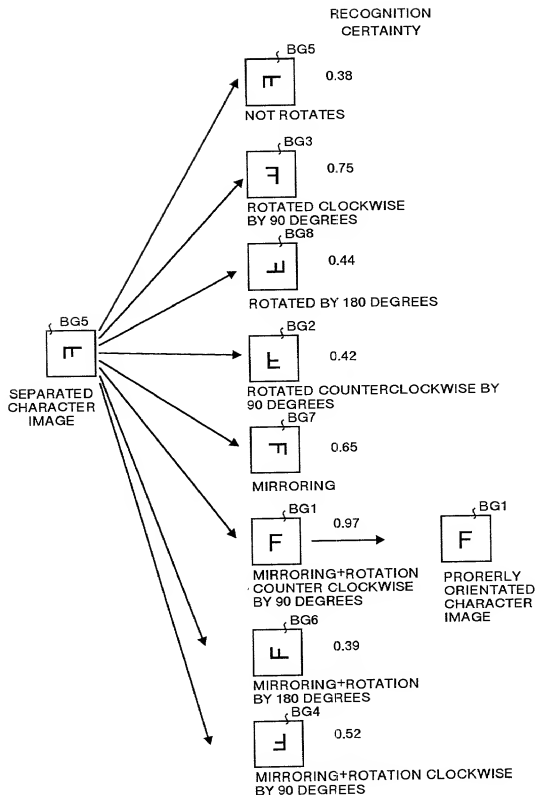 RECOGNITION
CERTAINTY
BG5
0.38
NOT ROTATES
BG3
0.75
ROTATED CLOCKWISE
BY 90 DEGREES
BG8
0.44
ROTATED BY 180 DEGREES
BG5
SEPARATED
CHARACTER
IMAGE
BG2
0.42
ROTATED COUNTERCLOCKWISE BY
90 DEGREES
BG7
0.65
MIRRORING
BG1
F
0.97
MIRRORING+ROTATION
COUNTER CLOCKWISE
BY 90 DEGREES
BG1
F
PRORERLY
ORIENTATED
CHARACTER
IMAGE
BG6
0.39
MIRRORING+ROTATION
BY 180 DEGREES
BG4
0.52
MIRRORING+ROTATION CLOCKWISE
BY 90 DEGREES